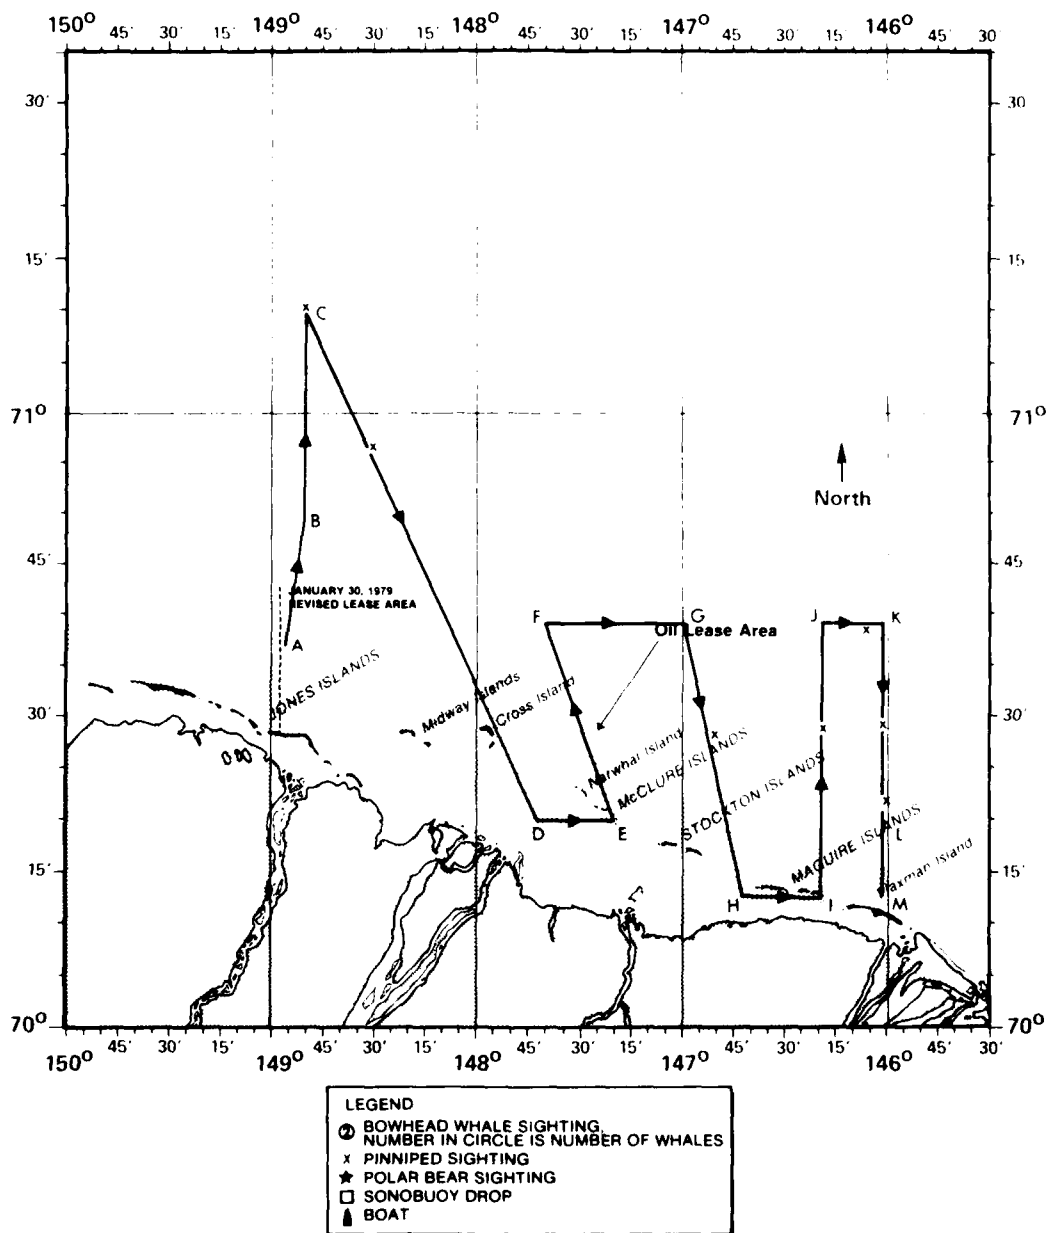 150° 45' 30' 15' 149° 45' 30' 15' 148° 45' 30' 15' 147° 45' 30' 15' 146° 45' 30
30' 30
15' 15'
C
71° 71°
North
B
45' 45
JANUARY 30, 1979
REVISED LEASE AREA
F G J K
Oil Lease Area
A
JONES ISLANDS
Midway Islands
Cross Island
30' 30'
Narwhal Island
McCLURE ISLANDS
STOCKTON ISLANDS
D E L
MAGUIRE ISLANDS
15' 15'
Flaxman Island
H I M
70° 70°
150° 45' 30' 15' 149° 45' 30' 15' 148° 45' 30' 15' 147° 45' 30' 15' 146° 45' 30'
LEGEND
② BOWHEAD WHALE SIGHTING,
NUMBER IN CIRCLE IS NUMBER OF WHALES
x PINNIPED SIGHTING
★ POLAR BEAR SIGHTING
□ SONOBUOY DROP
BOAT